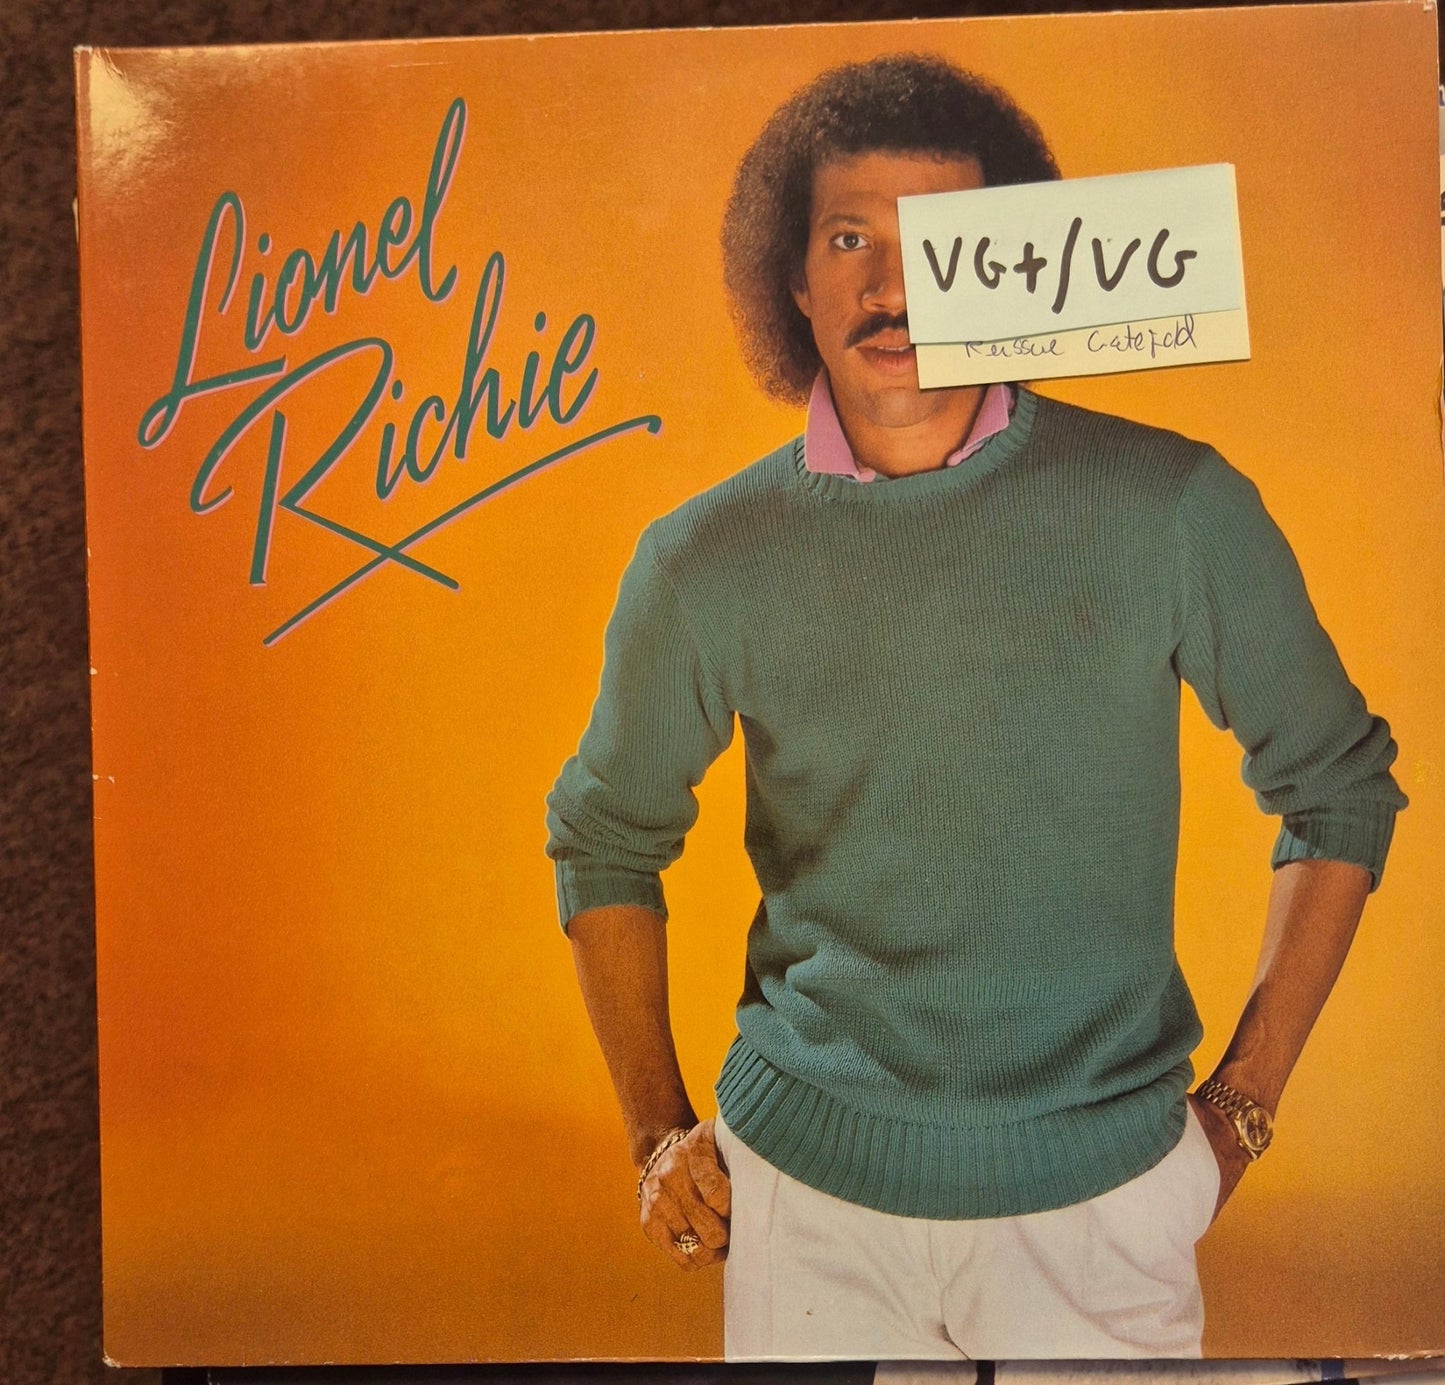 Lionel
Richie
VG+/VG
Reissue Gatefold